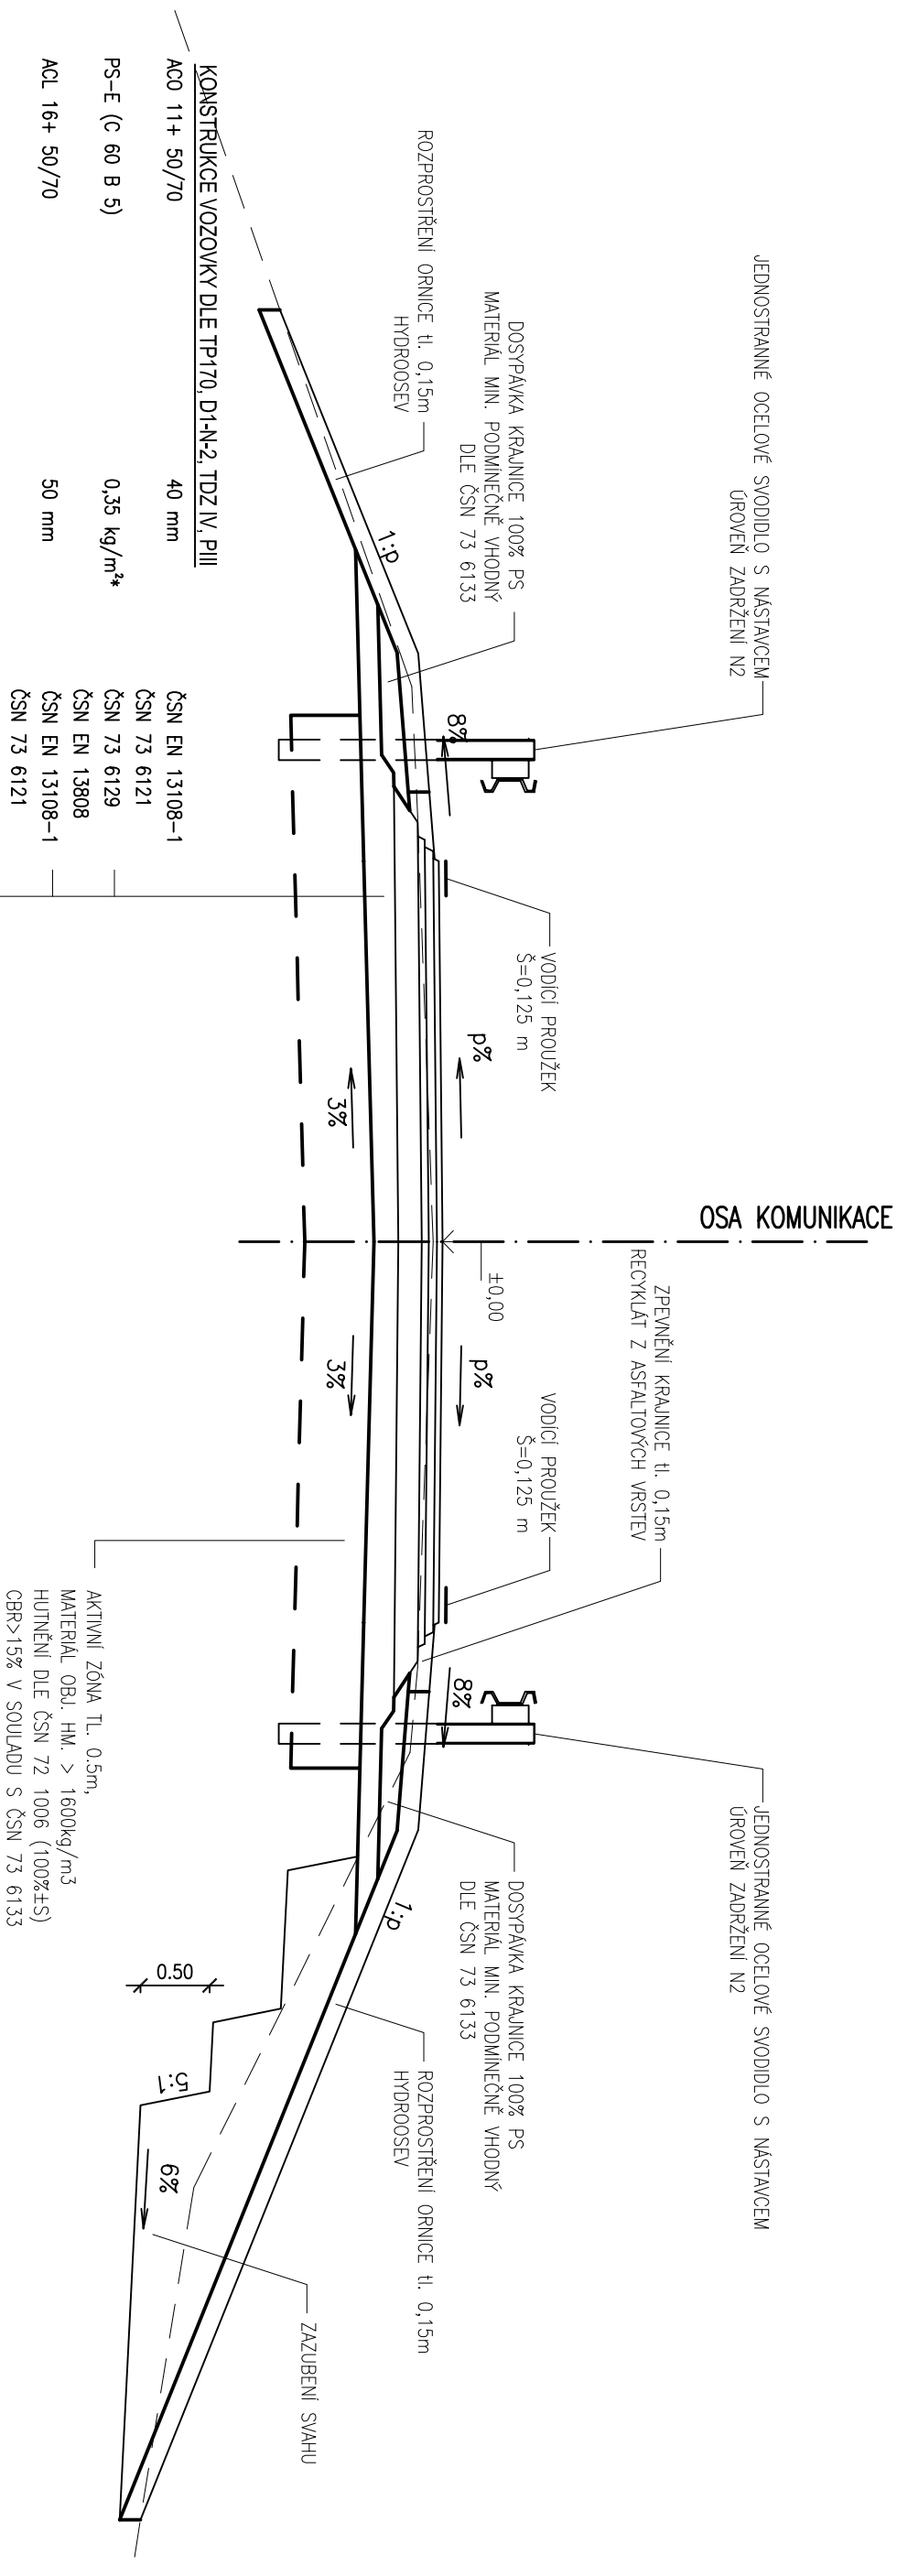 OSA KOMUNIKACE
JEDNOSTRANNÉ OCELOVÉ SVODIDLO S NÁSTAVCEM
ÚROVEŇ ZADRŽENÍ N2
DOSYPÁVKA KRAJNICE 100% PS
MATERIÁL MIN. PODMÍNEČNĚ VHODNÝ
DLE ČSN 73 6133
ROZPROSTŘENÍ ORNICE tl. 0,15m
HYDROOSEV
VODÍCÍ PROUŽEK
Š=0,125 m
ZPEVNĚNÍ KRAJNICE tl. 0,15m
RECYKLÁT Z ASFALTOVÝCH VRSTEV
VODÍCÍ PROUŽEK
Š=0,125 m
JEDNOSTRANNÉ OCELOVÉ SVODIDLO S NÁSTAVCEM
ÚROVEŇ ZADRŽENÍ N2
DOSYPÁVKA KRAJNICE 100% PS
MATERIÁL MIN. PODMÍNEČNĚ VHODNÝ
DLE ČSN 73 6133
ROZPROSTŘENÍ ORNICE tl. 0,15m
HYDROOSEV
1:p
8%
p%
±0,00
p%
8%
1:p
3%
3%
ZAZUBENÍ SVAHU
0.50
5:1
6%
KONSTRUKCE VOZOVKY DLE TP170, D1-N-2, TDZ IV, PIII
ACO 11+ 50/70 40 mm ČSN EN 13108-1
ČSN 73 6121
PS-E (C 60 B 5) 0,35 kg/m²* ČSN 73 6129
ČSN EN 13808
ACL 16+ 50/70 50 mm ČSN EN 13108-1
ČSN 73 6121
AKTIVNÍ ZÓNA TL. 0.5m,
MATERIÁL OBJ. HM. > 1600kg/m3
HUTNĚNÍ DLE ČSN 72 1006 (100%±S)
CBR>15% V SOULADU S ČSN 73 6133